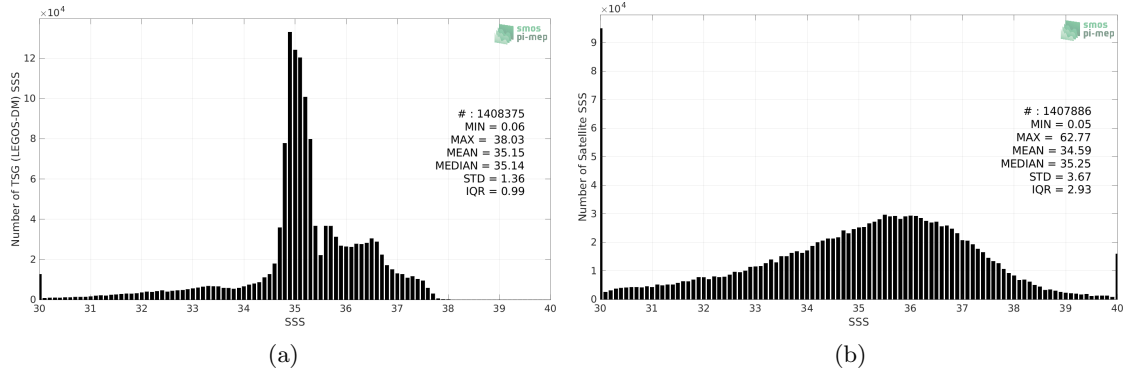 ×10⁴
Number of TSG (LEGOS-DM) SSS
12
10
8
6
4
2
0
30 31 32 33 34 35 36 37 38 39 40
SSS
smos
pi-mep
# : 1408375
MIN = 0.06
MAX = 38.03
MEAN = 35.15
MEDIAN = 35.14
STD = 1.36
IQR = 0.99
(a)
×10⁴
Number of Satellite SSS
9
8
7
6
5
4
3
2
1
0
30 31 32 33 34 35 36 37 38 39 40
SSS
smos
pi-mep
# : 1407886
MIN = 0.05
MAX = 62.77
MEAN = 34.59
MEDIAN = 35.25
STD = 3.67
IQR = 2.93
(b)